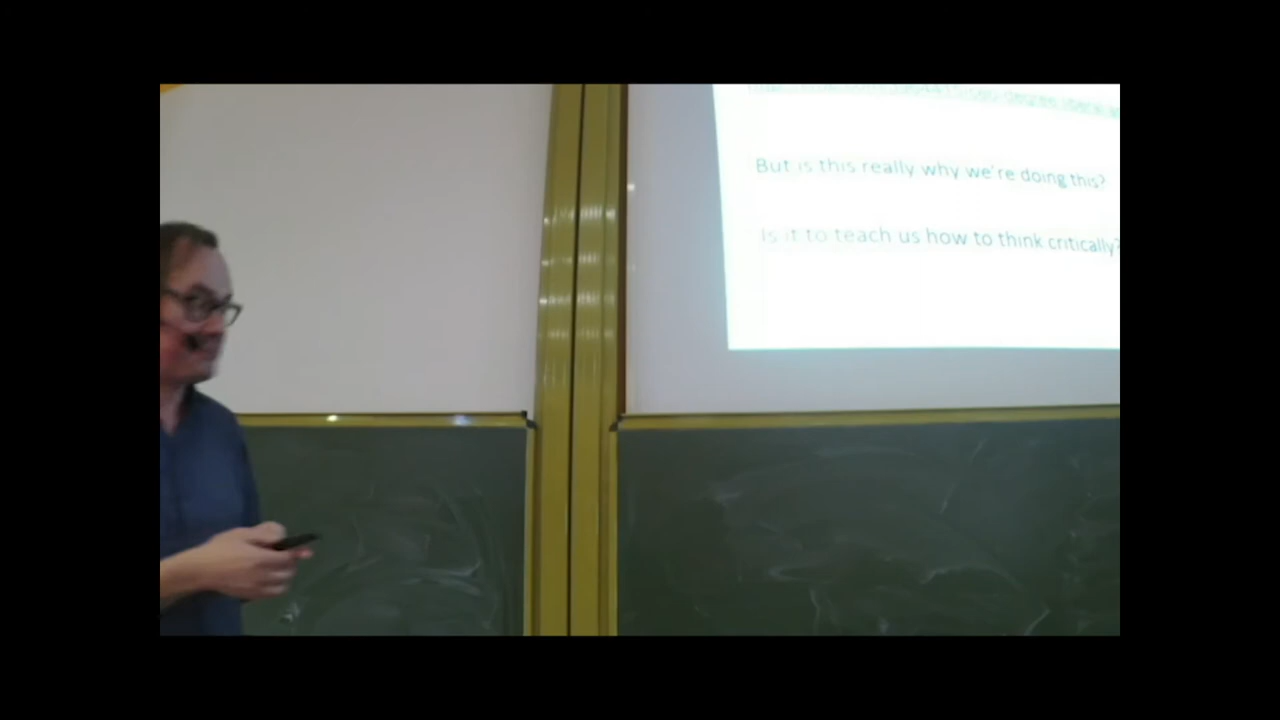 But is this really why we're doing this?
Is it to teach us how to think critically?